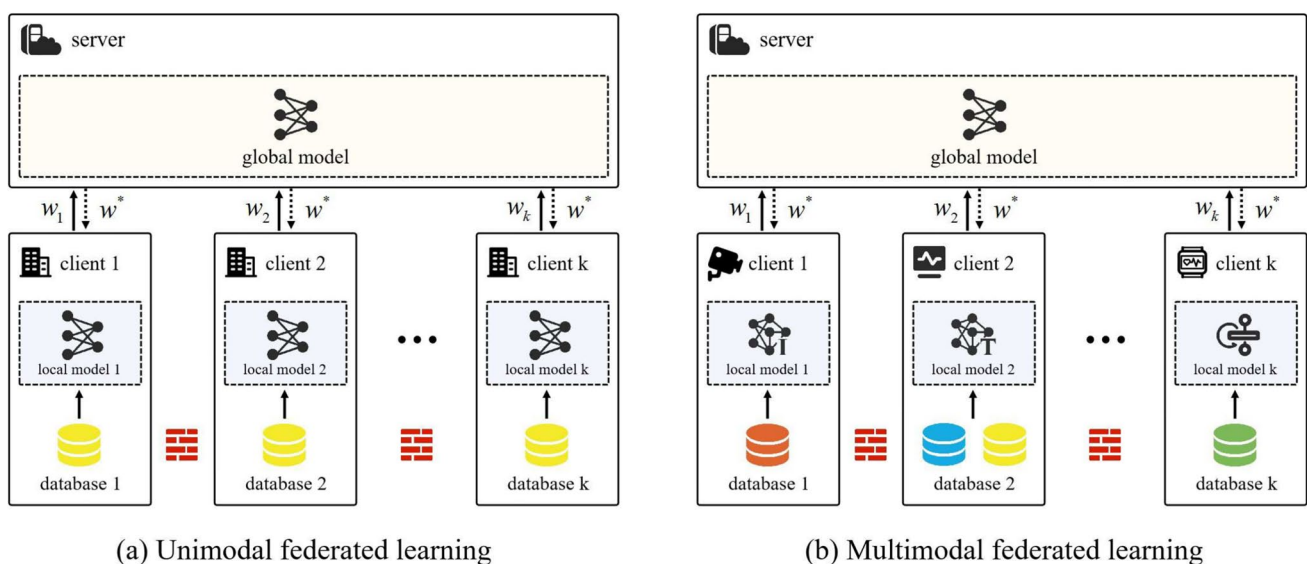 server
global model
w1 w* w2 w* wk w*
client 1
local model 1
database 1
client 2
local model 2
database 2
...
client k
local model k
database k
(a) Unimodal federated learning
server
global model
w1 w* w2 w* wk w*
client 1
I
local model 1
database 1
client 2
T
local model 2
database 2
...
client k
local model k
database k
(b) Multimodal federated learning